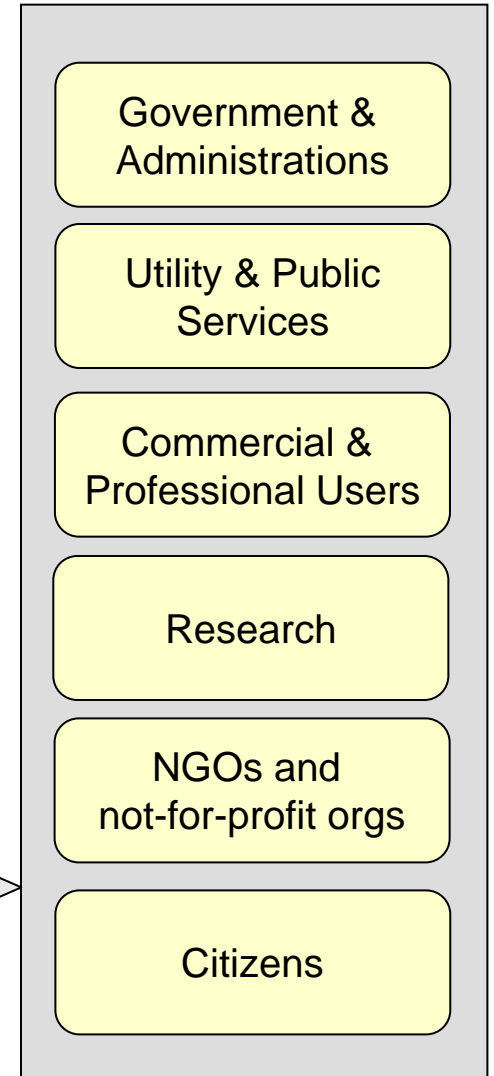 Government &
Administrations
Utility & Public
Services
Commercial &
Professional Users
Research
NGOs and
not-for-profit orgs
Citizens